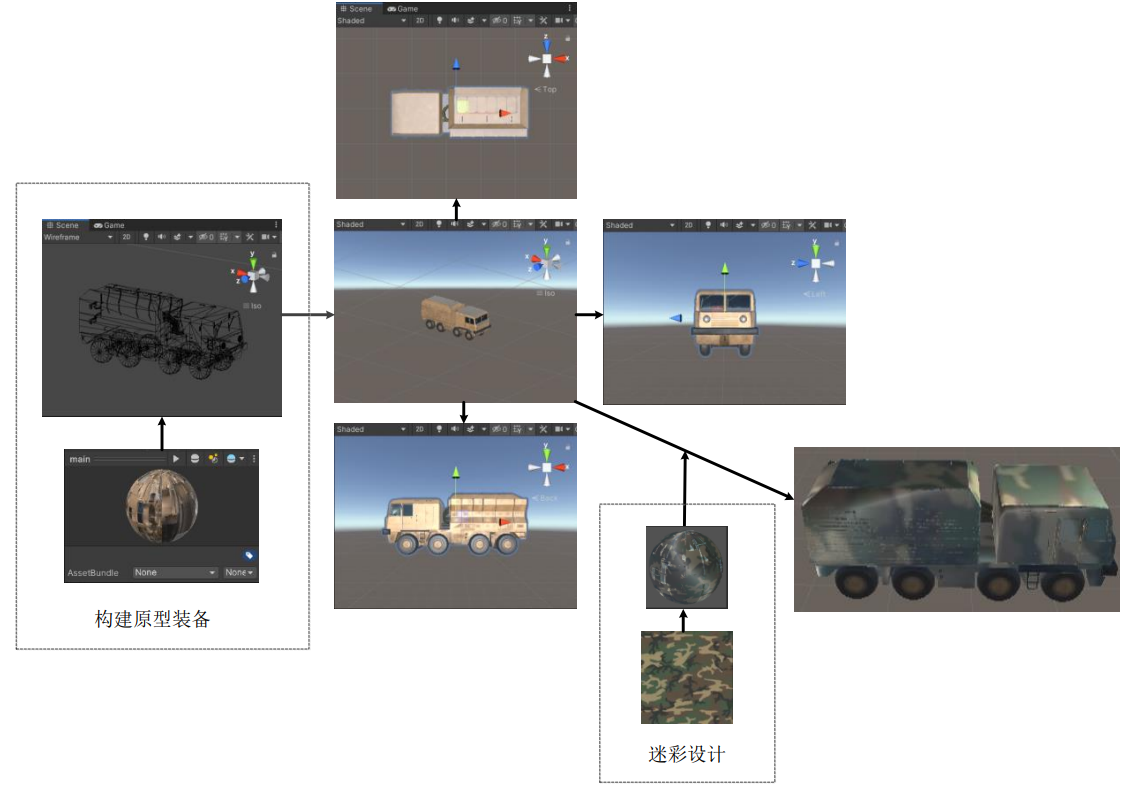 Scene Game
Shaded 2D 0
z
x
Top
Scene Game
Wireframe 2D 0
y
x
z
Iso
Shaded 2D 0
y
x
z
Iso
Shaded 2D 0
y
z
Left
main
AssetBundle None None
构建原型装备
Shaded 2D 0
y
x
Back
迷彩设计